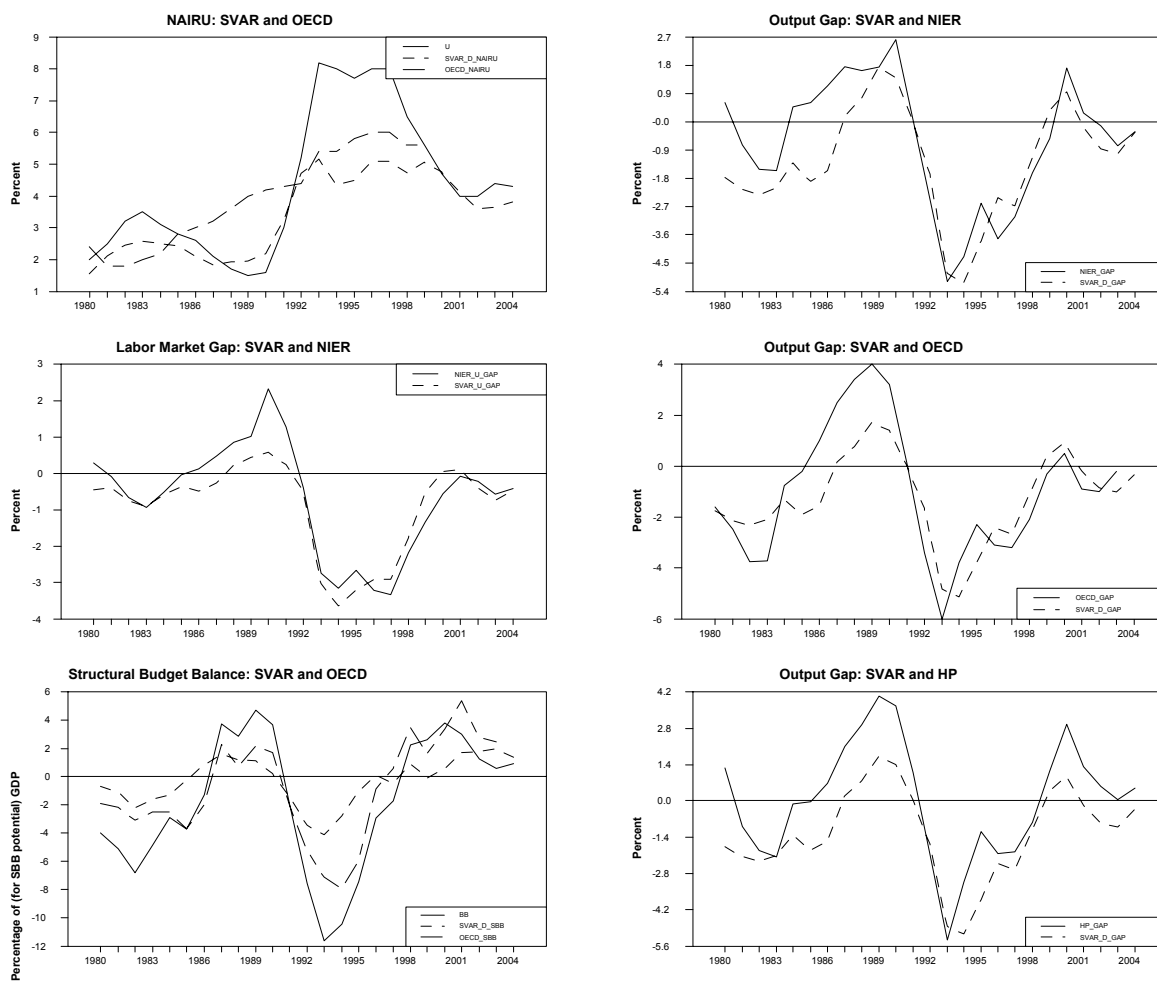 NAIRU: SVAR and OECD
Percent
9
8
7
6
5
4
3
2
1
1980 1983 1986 1989 1992 1995 1998 2001 2004
U
SVAR_D_NAIRU
OECD_NAIRU
Output Gap: SVAR and NIER
Percent
2.7
1.8
0.9
-0.0
-0.9
-1.8
-2.7
-3.6
-4.5
-5.4
1980 1983 1986 1989 1992 1995 1998 2001 2004
NIER_GAP
SVAR_D_GAP
Labor Market Gap: SVAR and NIER
Percent
3
2
1
0
-1
-2
-3
-4
1980 1983 1986 1989 1992 1995 1998 2001 2004
NIER_U_GAP
SVAR_U_GAP
Output Gap: SVAR and OECD
Percent
4
2
0
-2
-4
-6
1980 1983 1986 1989 1992 1995 1998 2001 2004
OECD_GAP
SVAR_D_GAP
Structural Budget Balance: SVAR and OECD
Percentage of (for SBB potential) GDP
6
4
2
0
-2
-4
-6
-8
-10
-12
1980 1983 1986 1989 1992 1995 1998 2001 2004
BB
SVAR_D_SBB
OECD_SBB
Output Gap: SVAR and HP
Percent
4.2
2.8
1.4
0.0
-1.4
-2.8
-4.2
-5.6
1980 1983 1986 1989 1992 1995 1998 2001 2004
HP_GAP
SVAR_D_GAP